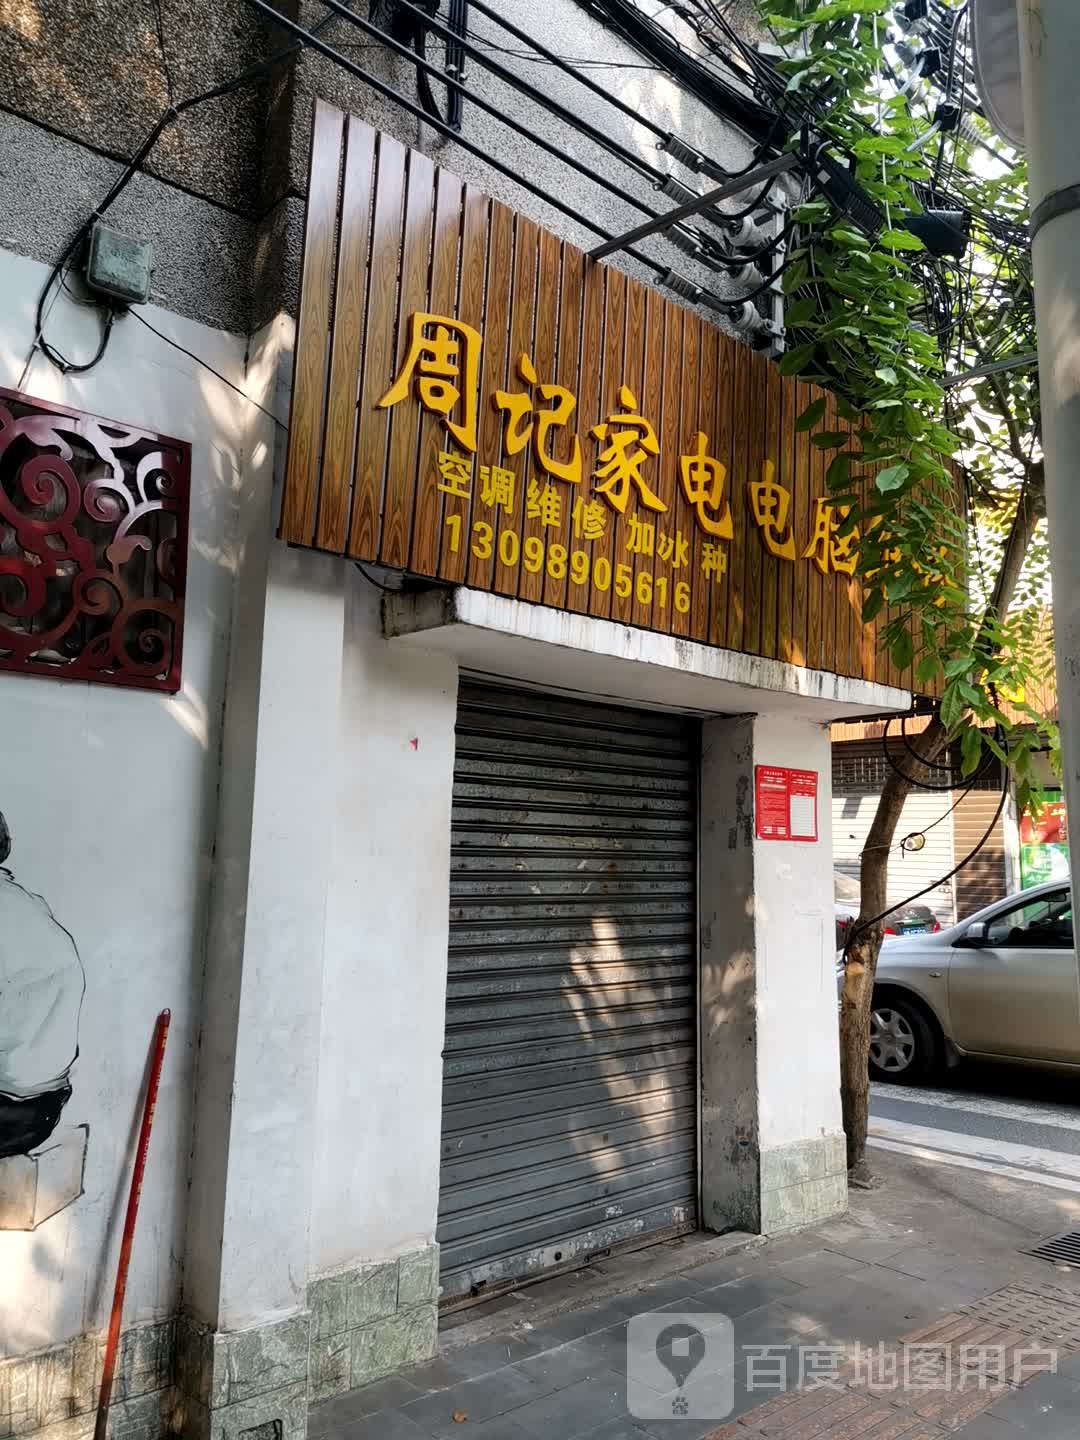 周记家电电脑
空调维修 加冰种
13098905616
百度地图用户